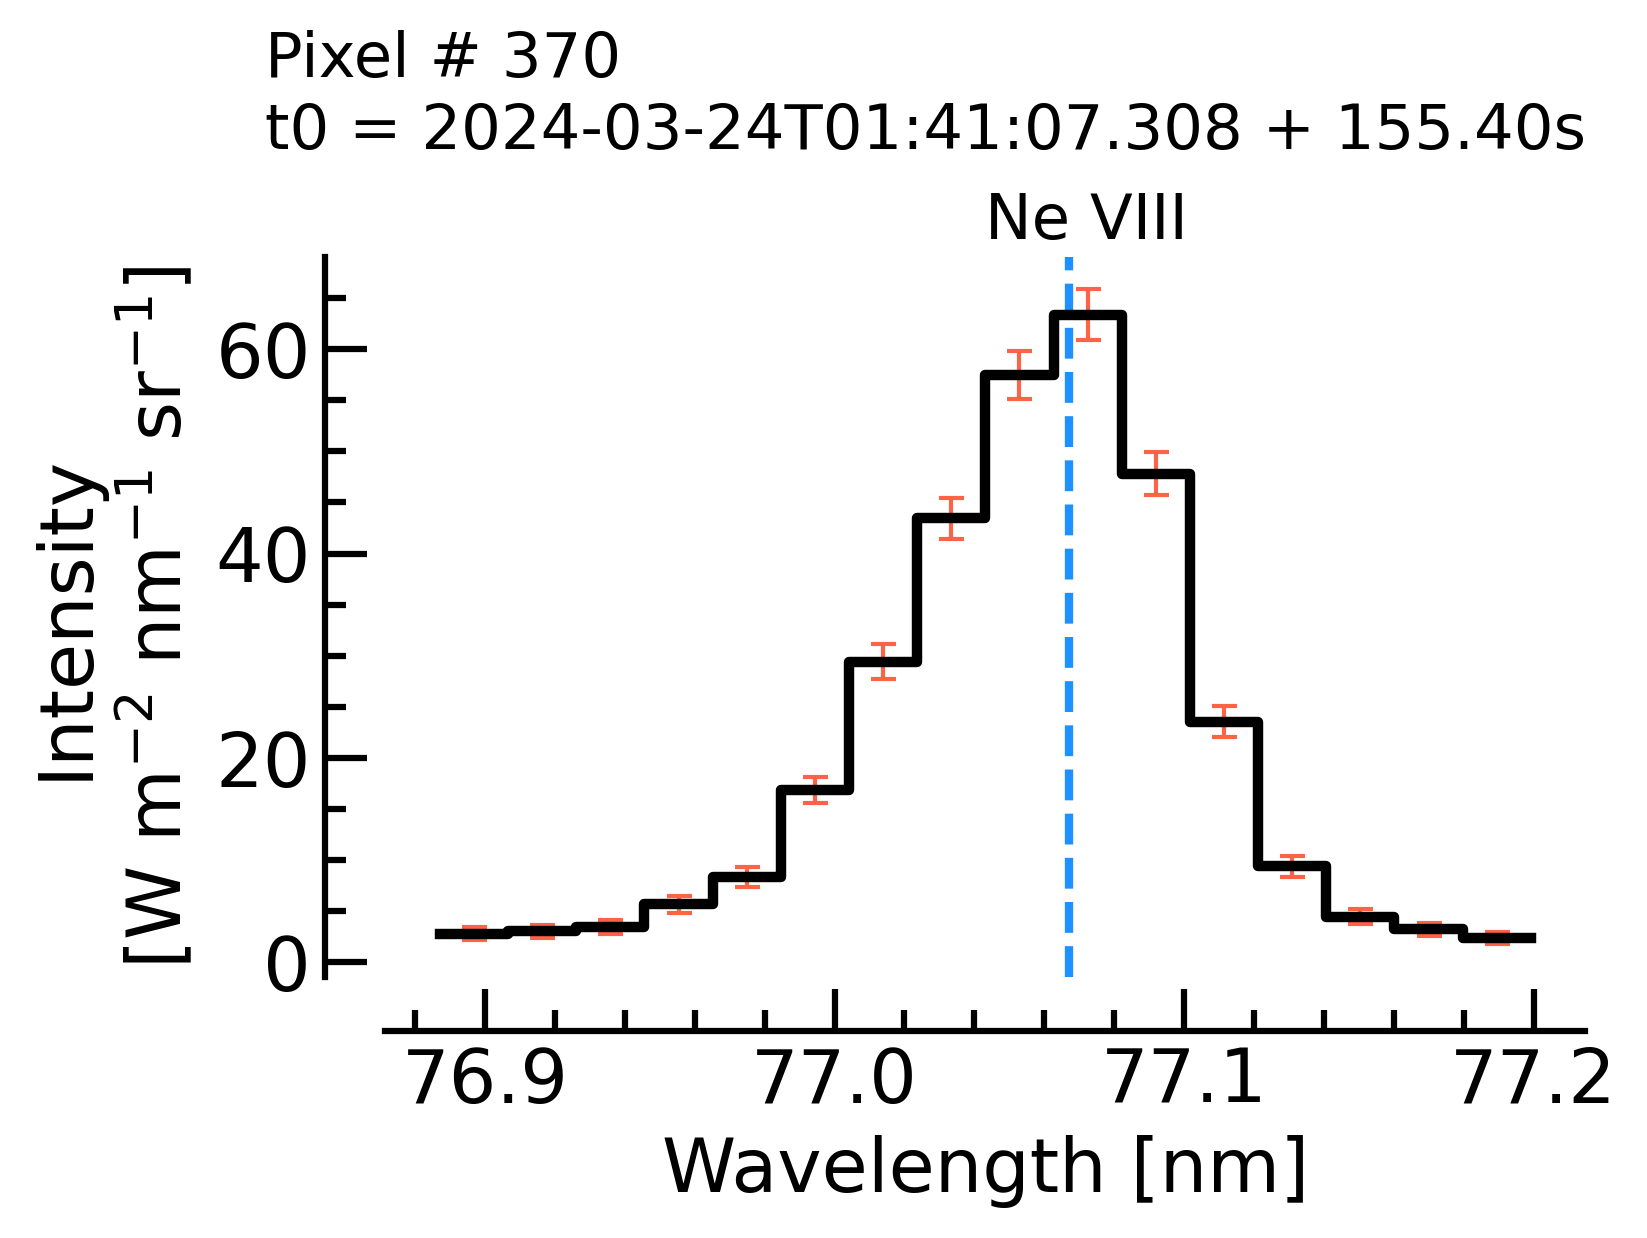 Pixel # 370
t0 = 2024-03-24T01:41:07.308 + 155.40s
Ne VIII
Intensity
[W m⁻² nm⁻¹ sr⁻¹]
60
40
20
0
76.9 77.0 77.1 77.2
Wavelength [nm]